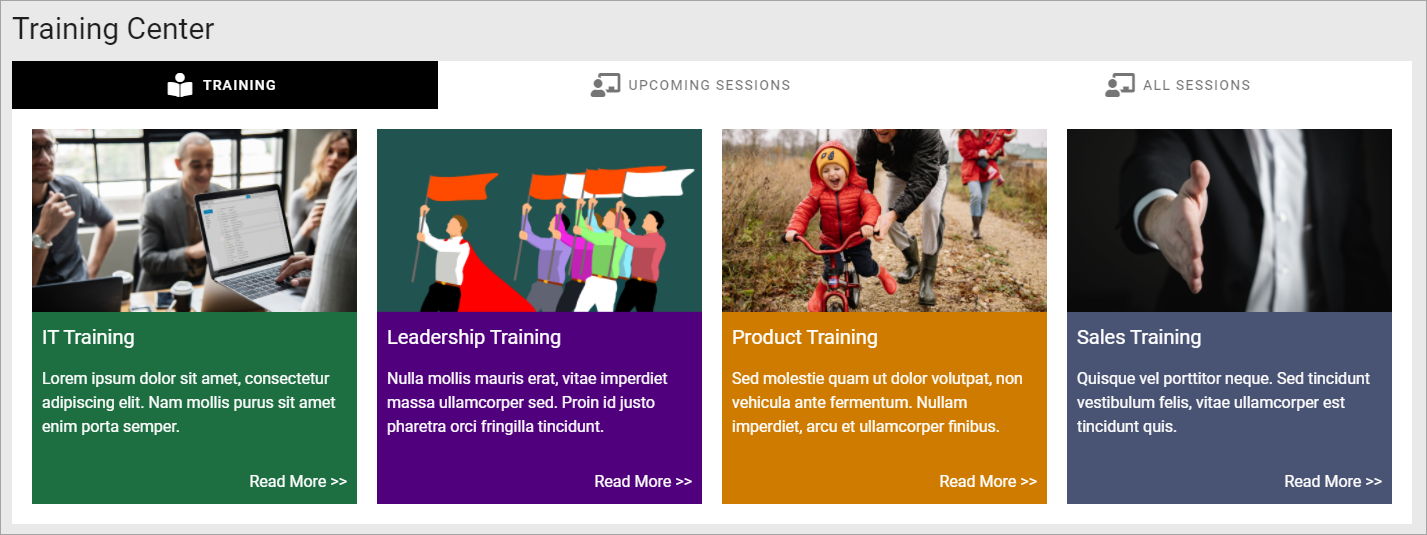 Training Center
TRAINING
UPCOMING SESSIONS
ALL SESSIONS
IT Training
Lorem ipsum dolor sit amet, consectetur
adipiscing elit. Nam mollis purus sit amet
enim porta semper.
Read More >>
Leadership Training
Nulla mollis mauris erat, vitae imperdiet
massa ullamcorper sed. Proin id justo
pharetra orci fringilla tincidunt.
Read More >>
Product Training
Sed molestie quam ut dolor volutpat, non
vehicula ante fermentum. Nullam
imperdiet, arcu et ullamcorper finibus.
Read More >>
Sales Training
Quisque vel porttitor neque. Sed tincidunt
vestibulum felis, vitae ullamcorper est
tincidunt quis.
Read More >>